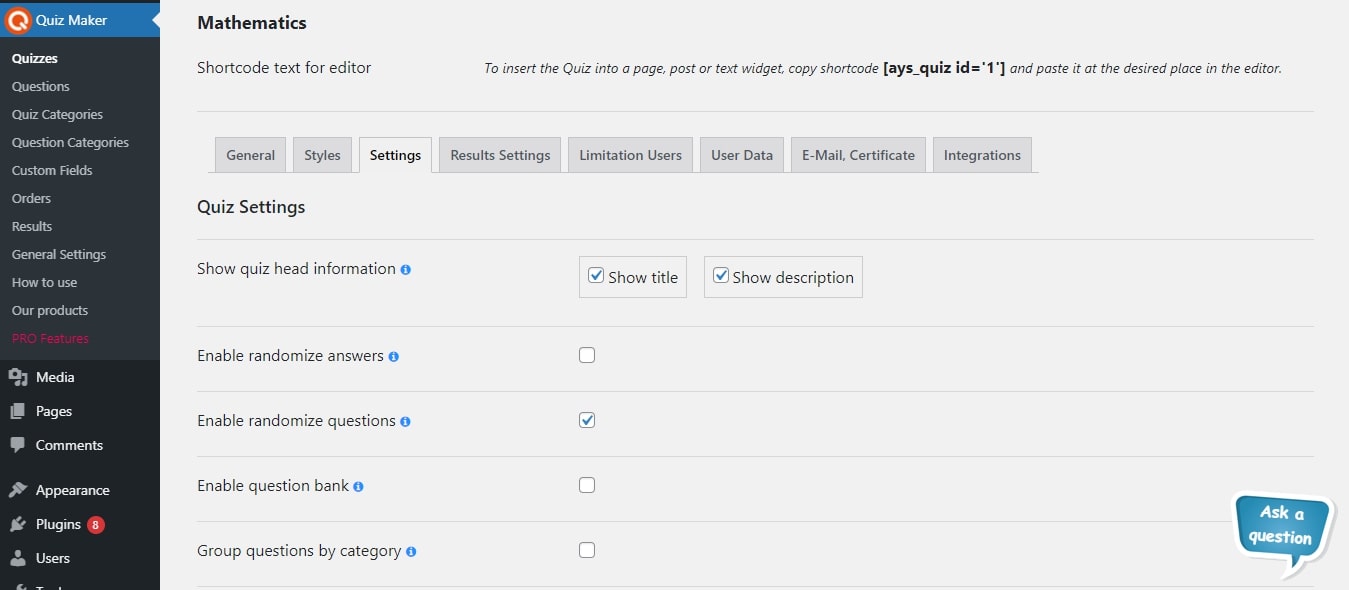 Quiz Maker
Quizzes
Questions
Quiz Categories
Question Categories
Custom Fields
Orders
Results
General Settings
How to use
Our products
PRO Features
Media
Pages
Comments
Appearance
Plugins 8
Users
Mathematics
Shortcode text for editor
To insert the Quiz into a page, post or text widget, copy shortcode [ays_quiz id='1'] and paste it at the desired place in the editor.
General Styles Settings Results Settings Limitation Users User Data E-Mail, Certificate Integrations
Quiz Settings
Show quiz head information Show title Show description
Enable randomize answers
Enable randomize questions
Enable question bank
Group questions by category
Ask a
question